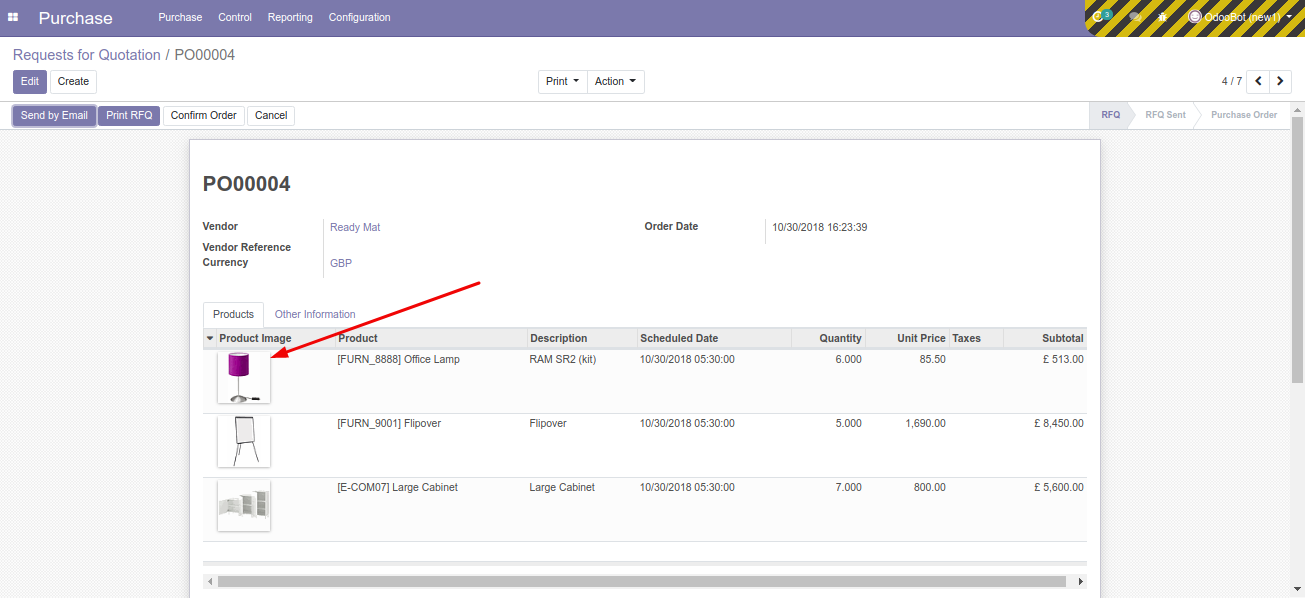 Purchase Purchase Control Reporting Configuration 3 OdooBot (new1)
Requests for Quotation / PO00004
Edit Create Print Action 4 / 7
Send by Email Print RFQ Confirm Order Cancel RFQ RFQ Sent Purchase Order
PO00004
Vendor Ready Mat Order Date 10/30/2018 16:23:39
Vendor Reference
Currency GBP
Products Other Information
Product Image Product Description Scheduled Date Quantity Unit Price Taxes Subtotal
[FURN_8888] Office Lamp RAM SR2 (kit) 10/30/2018 05:30:00 6.000 85.50 £ 513.00
[FURN_9001] Flipover Flipover 10/30/2018 05:30:00 5.000 1,690.00 £ 8,450.00
[E-COM07] Large Cabinet Large Cabinet 10/30/2018 05:30:00 7.000 800.00 £ 5,600.00